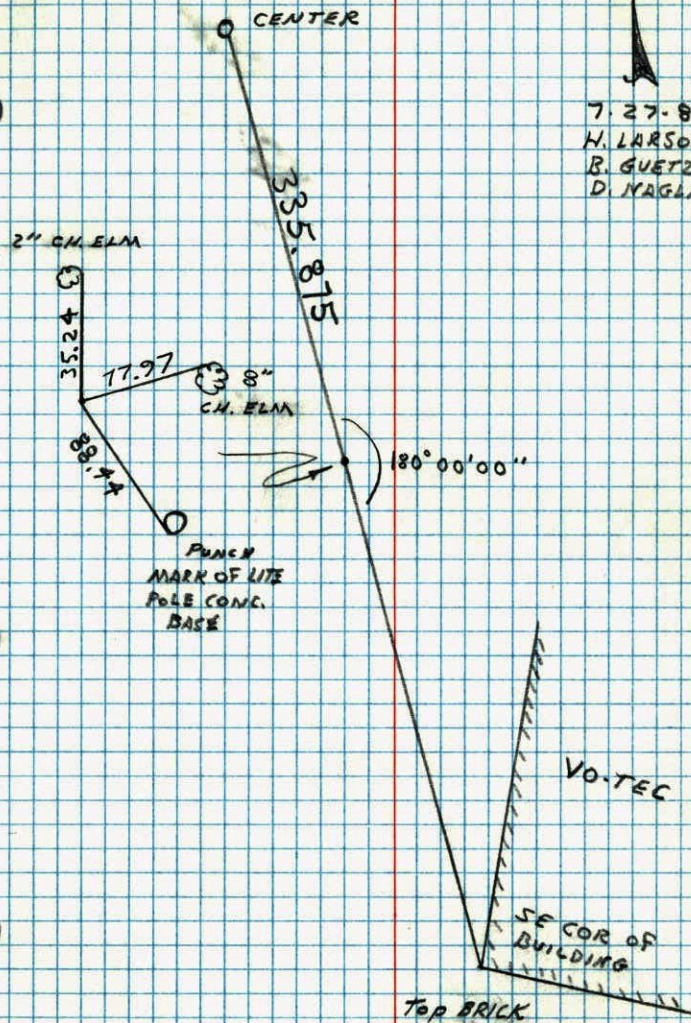 CENTER
7.27.8
H. LARSO
B. GUETZ
D. NAGL
335.875
2" CH. ELM
35.24
77.97
8"
CH. ELM
88.44
180°00'00"
PUNCH
MARK OF LITE
POLE CONC.
BASE
VO-TEC
SE COR OF
BUILDING
TOP BRICK